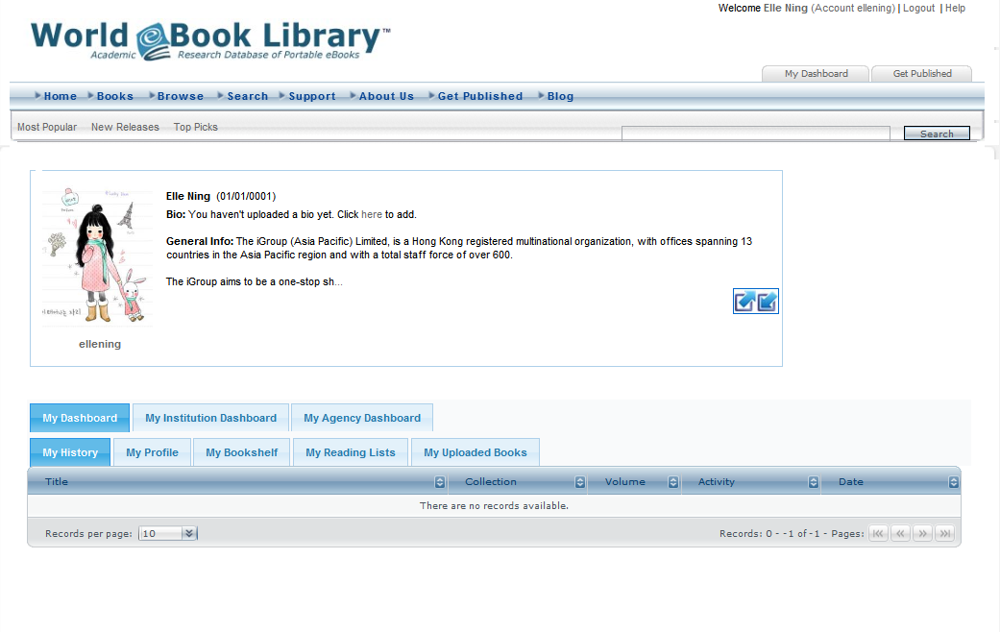 Welcome Elle Ning (Account ellening) | Logout | Help
World eBook Library™
Academic Research Database of Portable eBooks
My Dashboard Get Published
Home Books Browse Search Support About Us Get Published Blog
Most Popular New Releases Top Picks Search
Elle Ning (01/01/0001)
Bio: You haven't uploaded a bio yet. Click here to add.
General Info: The iGroup (Asia Pacific) Limited, is a Hong Kong registered multinational organization, with offices spanning 13
countries in the Asia Pacific region and with a total staff force of over 600.
The iGroup aims to be a one-stop sh...
ellening
My Dashboard My Institution Dashboard My Agency Dashboard
My History My Profile My Bookshelf My Reading Lists My Uploaded Books
Title Collection Volume Activity Date
There are no records available.
Records per page: 10 Records: 0 - -1 of -1 - Pages: